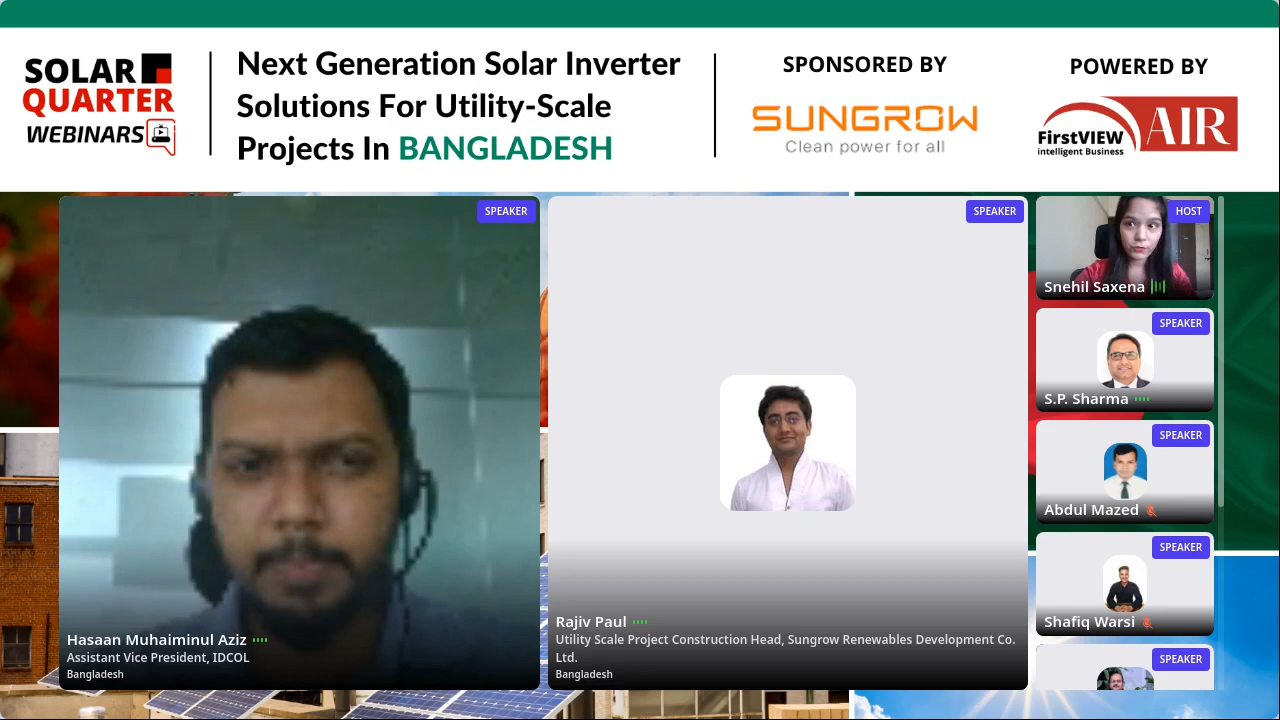 SOLAR
QUARTER
WEBINARS
Next Generation Solar Inverter
Solutions For Utility-Scale
Projects In BANGLADESH
SPONSORED BY
SUNGROW
Clean power for all
POWERED BY
FirstVIEW
intelligent Business
AIR
SPEAKER
Hasaan Muhaiminul Aziz
Assistant Vice President, IDCOL
Bangladesh
SPEAKER
Rajiv Paul
Utility Scale Project Construction Head, Sungrow Renewables Development Co.
Ltd.
Bangladesh
HOST
Snehil Saxena
SPEAKER
S.P. Sharma
SPEAKER
Abdul Mazed
SPEAKER
Shafiq Warsi
SPEAKER